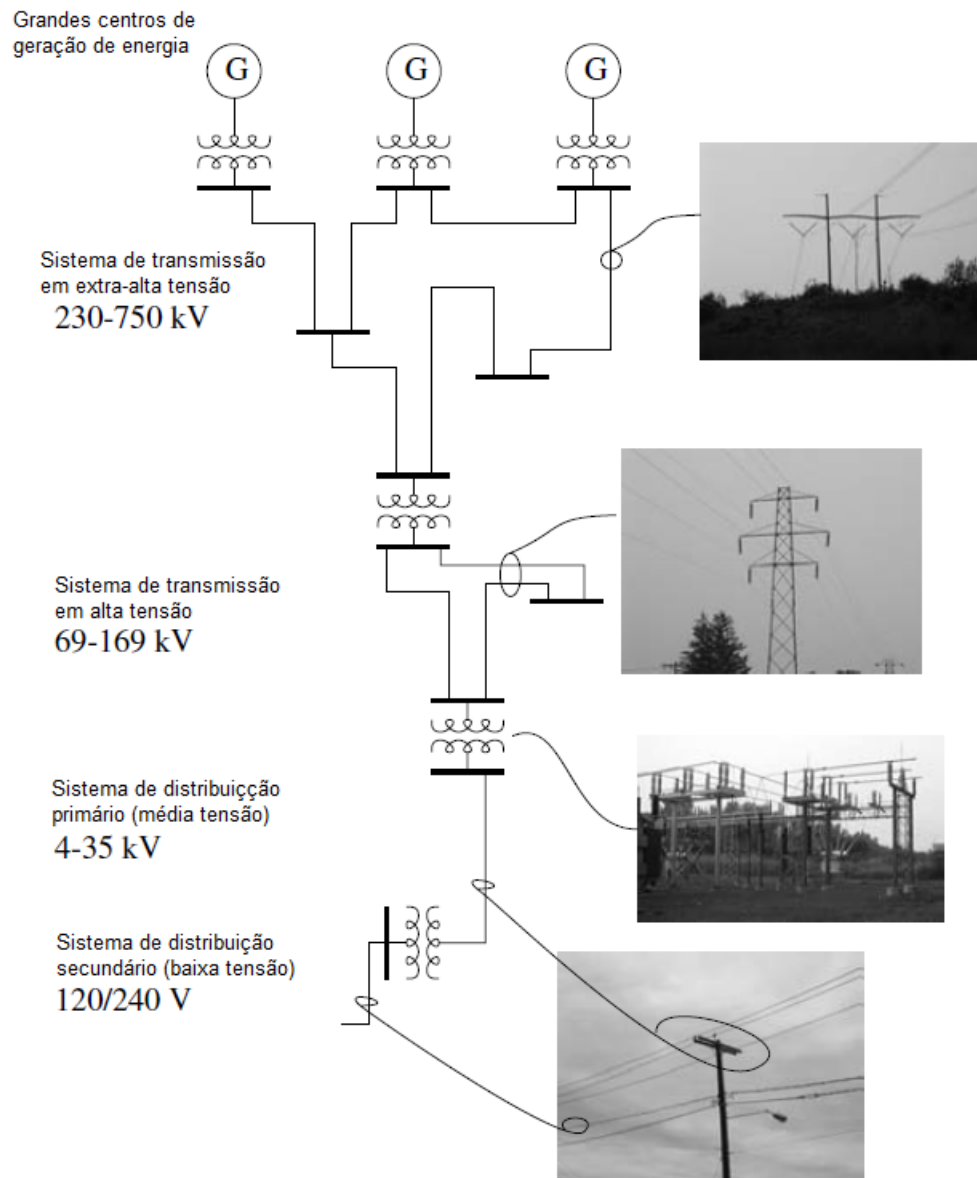 Grandes centros de
geração de energia
G
G
G
Sistema de transmissão
em extra-alta tensão
230-750 kV
Sistema de transmissão
em alta tensão
69-169 kV
Sistema de distribuiçção
primário (média tensão)
4-35 kV
Sistema de distribuição
secundário (baixa tensão)
120/240 V